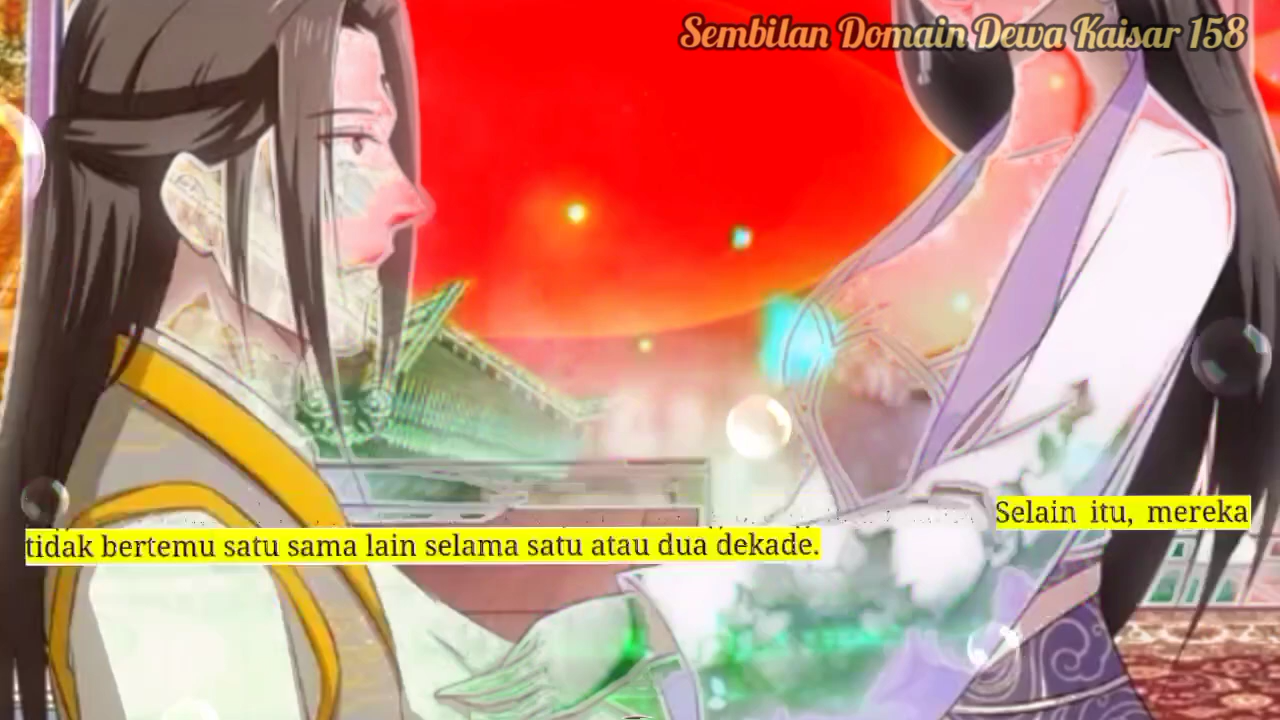 Sembilan Domain Dewa Kaisar 158
Selain itu, mereka
tidak bertemu satu sama lain selama satu atau dua dekade.